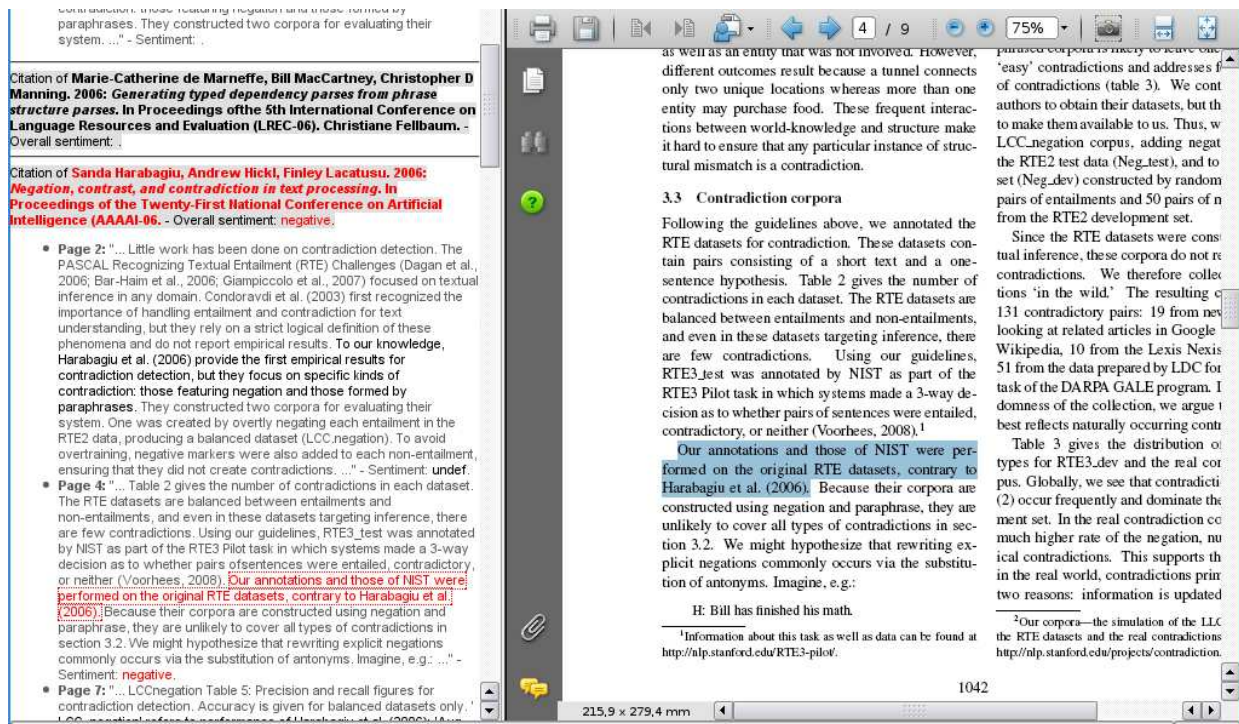 contradiction: those featuring negation and those formed by
paraphrases. They constructed two corpora for evaluating their
system. ..." - Sentiment: .
Citation of Marie-Catherine de Marneffe, Bill MacCartney, Christopher D
Manning. 2006: Generating typed dependency parses from phrase
structure parses. In Proceedings ofthe 5th International Conference on
Language Resources and Evaluation (LREC-06). Christiane Fellbaum. -
Overall sentiment: .
Citation of Sanda Harabagiu, Andrew Hickl, Finley Lacatusu. 2006:
Negation, contrast, and contradiction in text processing. In
Proceedings of the Twenty-First National Conference on Artificial
Intelligence (AAAAI-06. - Overall sentiment: negative.
• Page 2: "... Little work has been done on contradiction detection. The
PASCAL Recognizing Textual Entailment (RTE) Challenges (Dagan et al.,
2006; Bar-Haim et al., 2006; Giampiccolo et al., 2007) focused on textual
inference in any domain. Condoravdi et al. (2003) first recognized the
importance of handling entailment and contradiction for text
understanding, but they rely on a strict logical definition of these
phenomena and do not report empirical results. To our knowledge,
Harabagiu et al. (2006) provide the first empirical results for
contradiction detection, but they focus on specific kinds of
contradiction: those featuring negation and those formed by
paraphrases. They constructed two corpora for evaluating their
system. One was created by overtly negating each entailment in the
RTE2 data, producing a balanced dataset (LCC.negation). To avoid
overtraining, negative markers were also added to each non-entailment,
ensuring that they did not create contradictions. ..." - Sentiment: undef.
• Page 4: "... Table 2 gives the number of contradictions in each dataset.
The RTE datasets are balanced between entailments and
non-entailments, and even in these datasets targeting inference, there
are few contradictions. Using our guidelines, RTE3_test was annotated
by NIST as part of the RTE3 Pilot task in which systems made a 3-way
decision as to whether pairs ofsentences were entailed, contradictory,
or neither (Voorhees, 2008). Our annotations and those of NIST were
performed on the original RTE datasets, contrary to Harabagiu et al.
(2006). Because their corpora are constructed using negation and
paraphrase, they are unlikely to cover all types of contradictions in
section 3.2. We might hypothesize that rewriting explicit negations
commonly occurs via the substitution of antonyms. Imagine, e.g.: ..." -
Sentiment: negative.
• Page 7: "... LCCnegation Table 5: Precision and recall figures for
contradiction detection. Accuracy is given for balanced datasets only. '
LCC_negation' refers to performance of Harabagiu et al. (2006); 'Aug
4 / 9 75%
as well as an entity that was not involved. However,
different outcomes result because a tunnel connects
only two unique locations whereas more than one
entity may purchase food. These frequent interac-
tions between world-knowledge and structure make
it hard to ensure that any particular instance of struc-
tural mismatch is a contradiction.
3.3 Contradiction corpora
Following the guidelines above, we annotated the
RTE datasets for contradiction. These datasets con-
tain pairs consisting of a short text and a one-
sentence hypothesis. Table 2 gives the number of
contradictions in each dataset. The RTE datasets are
balanced between entailments and non-entailments,
and even in these datasets targeting inference, there
are few contradictions. Using our guidelines,
RTE3_test was annotated by NIST as part of the
RTE3 Pilot task in which systems made a 3-way de-
cision as to whether pairs of sentences were entailed,
contradictory, or neither (Voorhees, 2008).1
Our annotations and those of NIST were per-
formed on the original RTE datasets, contrary to
Harabagiu et al. (2006). Because their corpora are
constructed using negation and paraphrase, they are
unlikely to cover all types of contradictions in sec-
tion 3.2. We might hypothesize that rewriting ex-
plicit negations commonly occurs via the substitu-
tion of antonyms. Imagine, e.g.:
H: Bill has finished his math.
1Information about this task as well as data can be found at
http://nlp.stanford.edu/RTE3-pilot/.
phrased corpora is likely to leave
'easy' contradictions and addresses
of contradictions (table 3). We cont
authors to obtain their datasets, but th
to make them available to us. Thus, w
LCC_negation corpus, adding negat
the RTE2 test data (Neg_test), and to
set (Neg_dev) constructed by random
pairs of entailments and 50 pairs of n
from the RTE2 development set.
Since the RTE datasets were cons
tual inference, these corpora do not re
contradictions. We therefore collec
tions 'in the wild.' The resulting c
131 contradictory pairs: 19 from new
looking at related articles in Google
Wikipedia, 10 from the Lexis Nexis
51 from the data prepared by LDC for
task of the DARPA GALE program. I
domness of the collection, we argue t
best reflects naturally occurring contr
Table 3 gives the distribution of
types for RTE3_dev and the real cor
pus. Globally, we see that contradicti
(2) occur frequently and dominate the
ment set. In the real contradiction co
much higher rate of the negation, nu
ical contradictions. This supports th
in the real world, contradictions prim
two reasons: information is updated
2Our corpora—the simulation of the LLC
the RTE datasets and the real contradictions
http://nlp.stanford.edu/projects/contradiction.
1042
215,9 x 279,4 mm